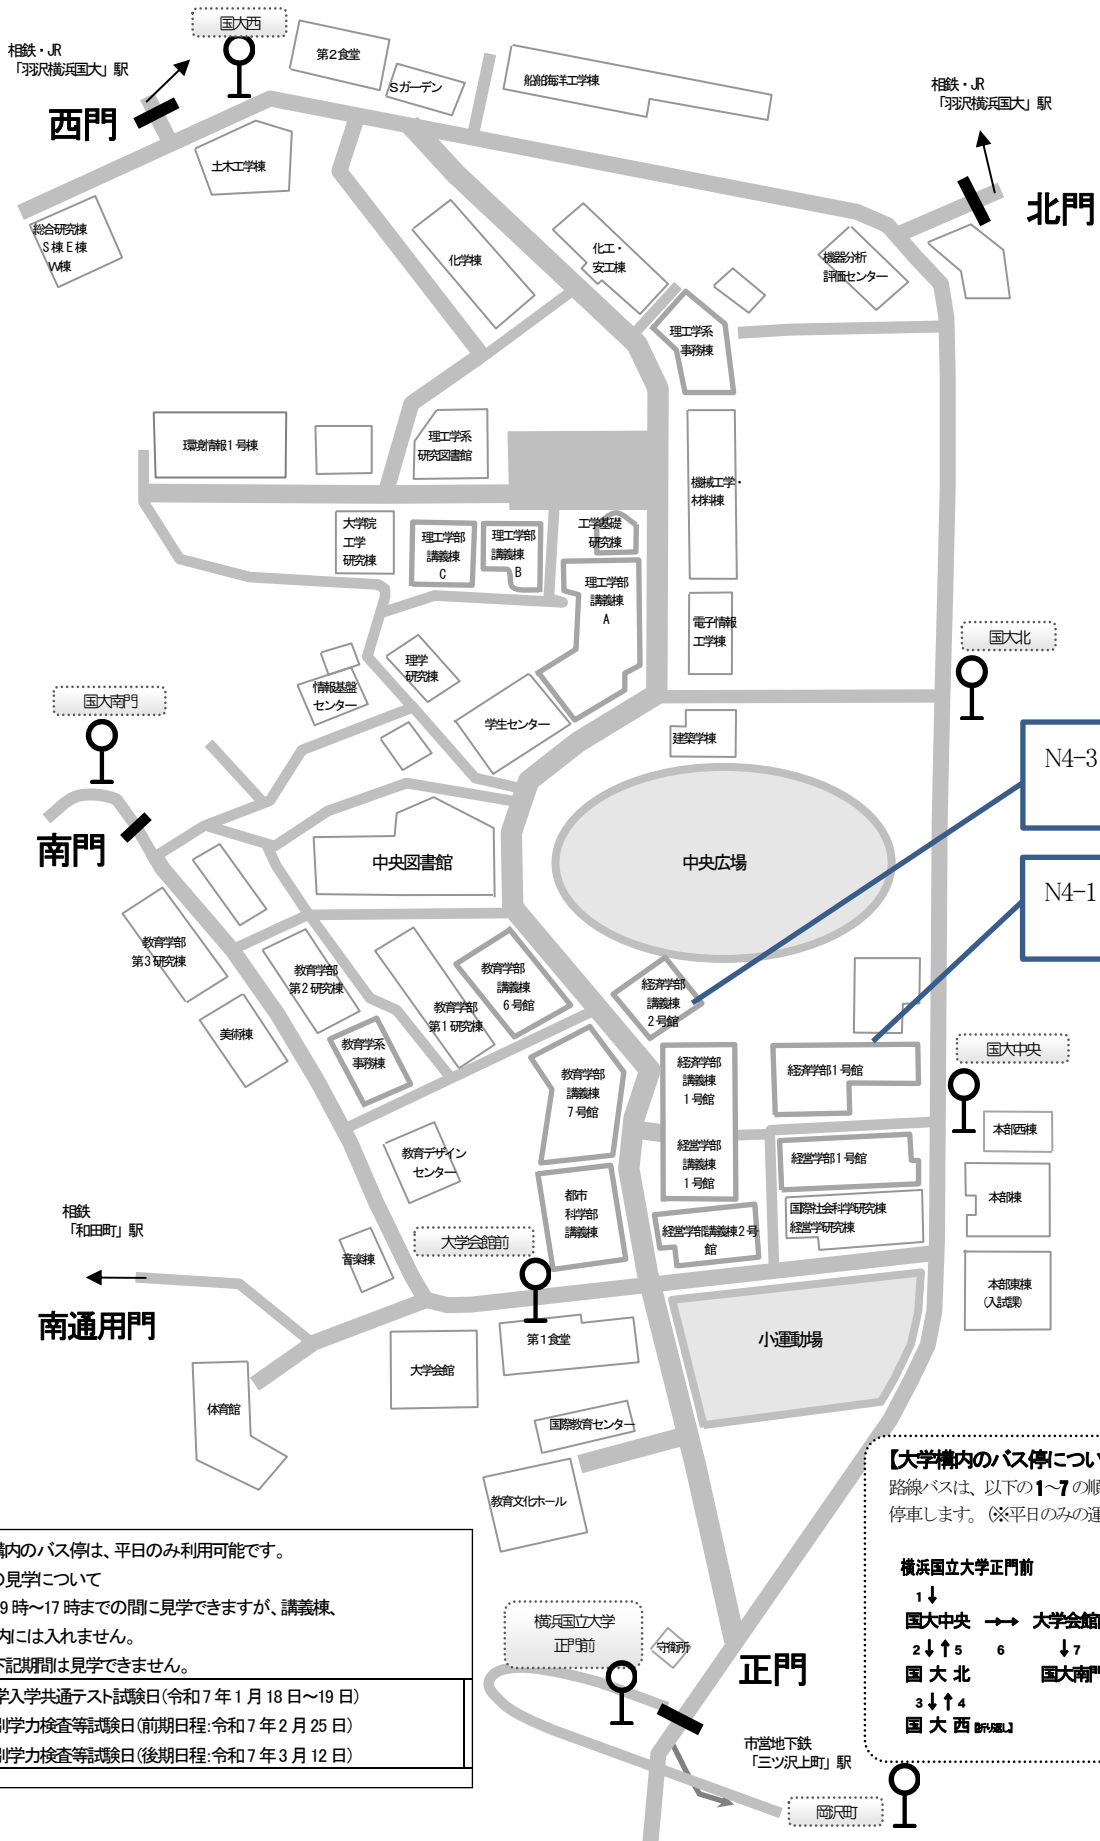 国大西
相鉄・JR
「羽沢横浜国大」駅
西門
第２食堂
Sガーデン
船舶海洋工学棟
相鉄・JR
「羽沢横浜国大」駅
北門
土木工学棟
総合研究棟
S棟E棟
W棟
化学棟
化工・
安工棟
機器分析
評価センター
理工学系
事務棟
環境情報1号棟
理工学系
研究図書館
機械工学・
材料棟
大学院
工学
研究棟
理工学部
講義棟
C
理工学部
講義棟
B
工学基礎
研究棟
理工学部
講義棟
A
電子情報
工学棟
国大北
理学
研究棟
情報基盤
センター
国大南門
学生センター
建築学棟
N4-3
南門
中央図書館
中央広場
N4-1
教育学部
第3研究棟
教育学部
第2研究棟
教育学部
第1研究棟
教育学部
講義棟
6号館
経済学部
講義棟
2号館
美術棟
教育学系
事務棟
教育学部
講義棟
7号館
経済学部
講義棟
1号館
経済学部1号館
国大中央
本部西棟
教育デザイン
センター
経営学部
講義棟
1号館
経営学部1号館
本部棟
都市
科学部
講義棟
国際社会科学研究棟
経営学研究棟
経営学部講義棟2号
館
相鉄
「和田町」駅
大学会館前
音楽棟
本部東棟
(入試課)
南通用門
第1食堂
小運動場
大学会館
体育館
国際教育センター
教育文化ホール
【大学構内のバス停につい
路線バスは、以下の1～7の順
停車します。(※平日のみの運
横浜国立大学正門前
1↓
国大中央 →→ 大学会館
2↓↑5 6 ↓7
国大北 国大南門
3↓↑4
国大西【折り返し】
構内のバス停は、平日のみ利用可能です。
の見学について
9時～17時までの間に見学できますが、講義棟、
内には入れません。
下記期間は見学できません。
学入学共通テスト試験日(令和7年1月18日～19日)
別学力検査等試験日(前期日程:令和7年2月25日)
別学力検査等試験日(後期日程:令和7年3月12日)
横浜国立大学
正門前
守衛所
正門
市営地下鉄
「三ツ沢上町」駅
岡沢町